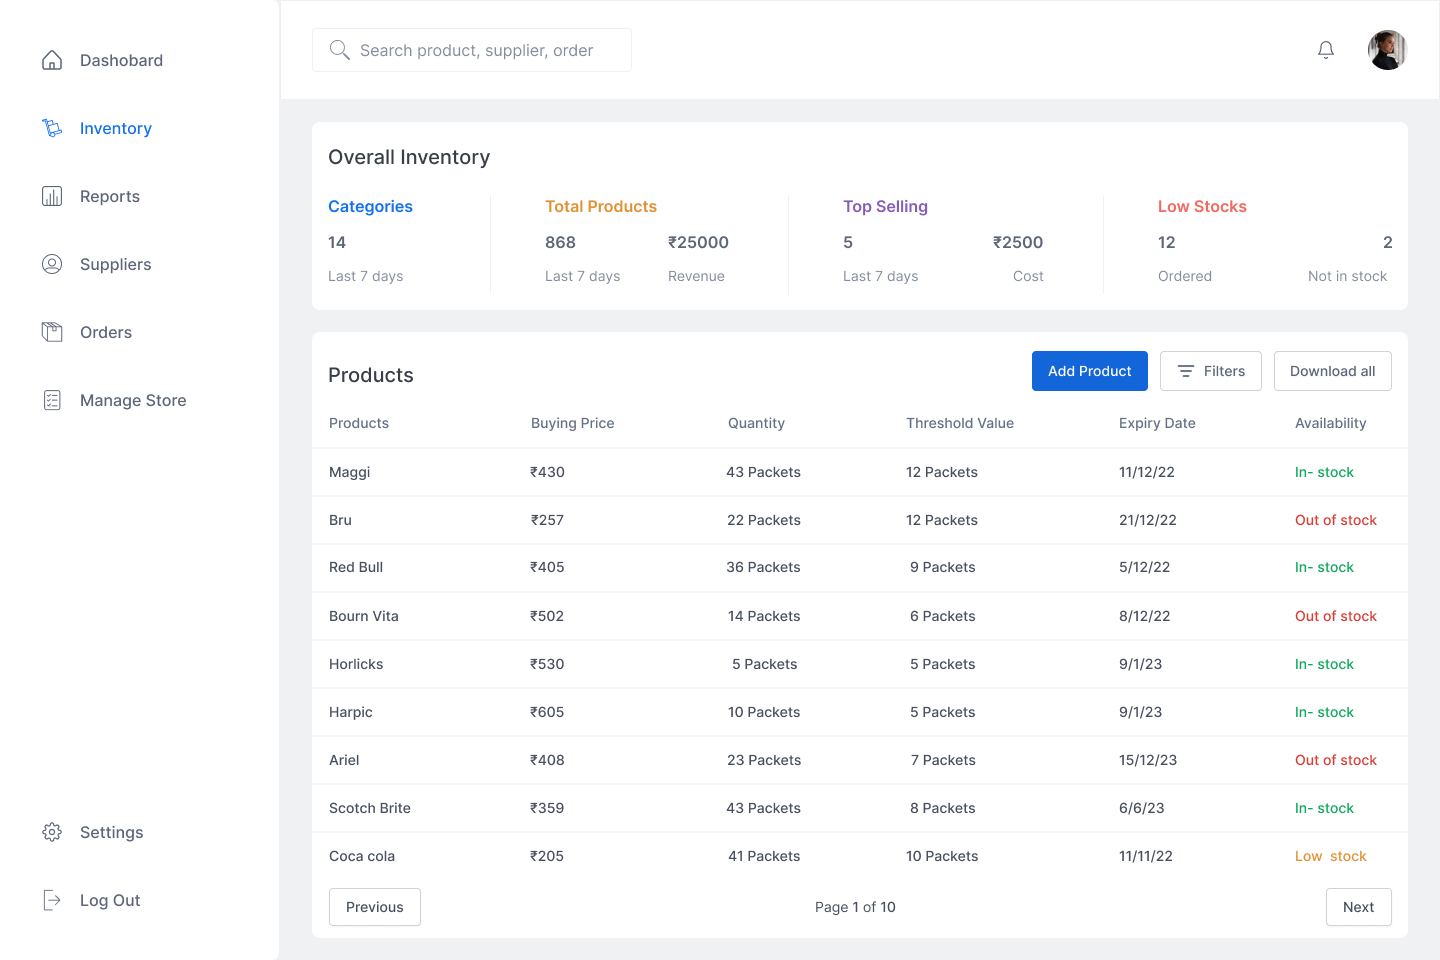 Dashobard
Inventory
Reports
Suppliers
Orders
Manage Store
Settings
Log Out
Search product, supplier, order
Overall Inventory
Categories Total Products Top Selling Low Stocks
14 868 ₹25000 5 ₹2500 12 2
Last 7 days Last 7 days Revenue Last 7 days Cost Ordered Not in stock
Products Add Product Filters Download all
Products Buying Price Quantity Threshold Value Expiry Date Availability
Maggi ₹430 43 Packets 12 Packets 11/12/22 In- stock
Bru ₹257 22 Packets 12 Packets 21/12/22 Out of stock
Red Bull ₹405 36 Packets 9 Packets 5/12/22 In- stock
Bourn Vita ₹502 14 Packets 6 Packets 8/12/22 Out of stock
Horlicks ₹530 5 Packets 5 Packets 9/1/23 In- stock
Harpic ₹605 10 Packets 5 Packets 9/1/23 In- stock
Ariel ₹408 23 Packets 7 Packets 15/12/23 Out of stock
Scotch Brite ₹359 43 Packets 8 Packets 6/6/23 In- stock
Coca cola ₹205 41 Packets 10 Packets 11/11/22 Low stock
Previous Page 1 of 10 Next